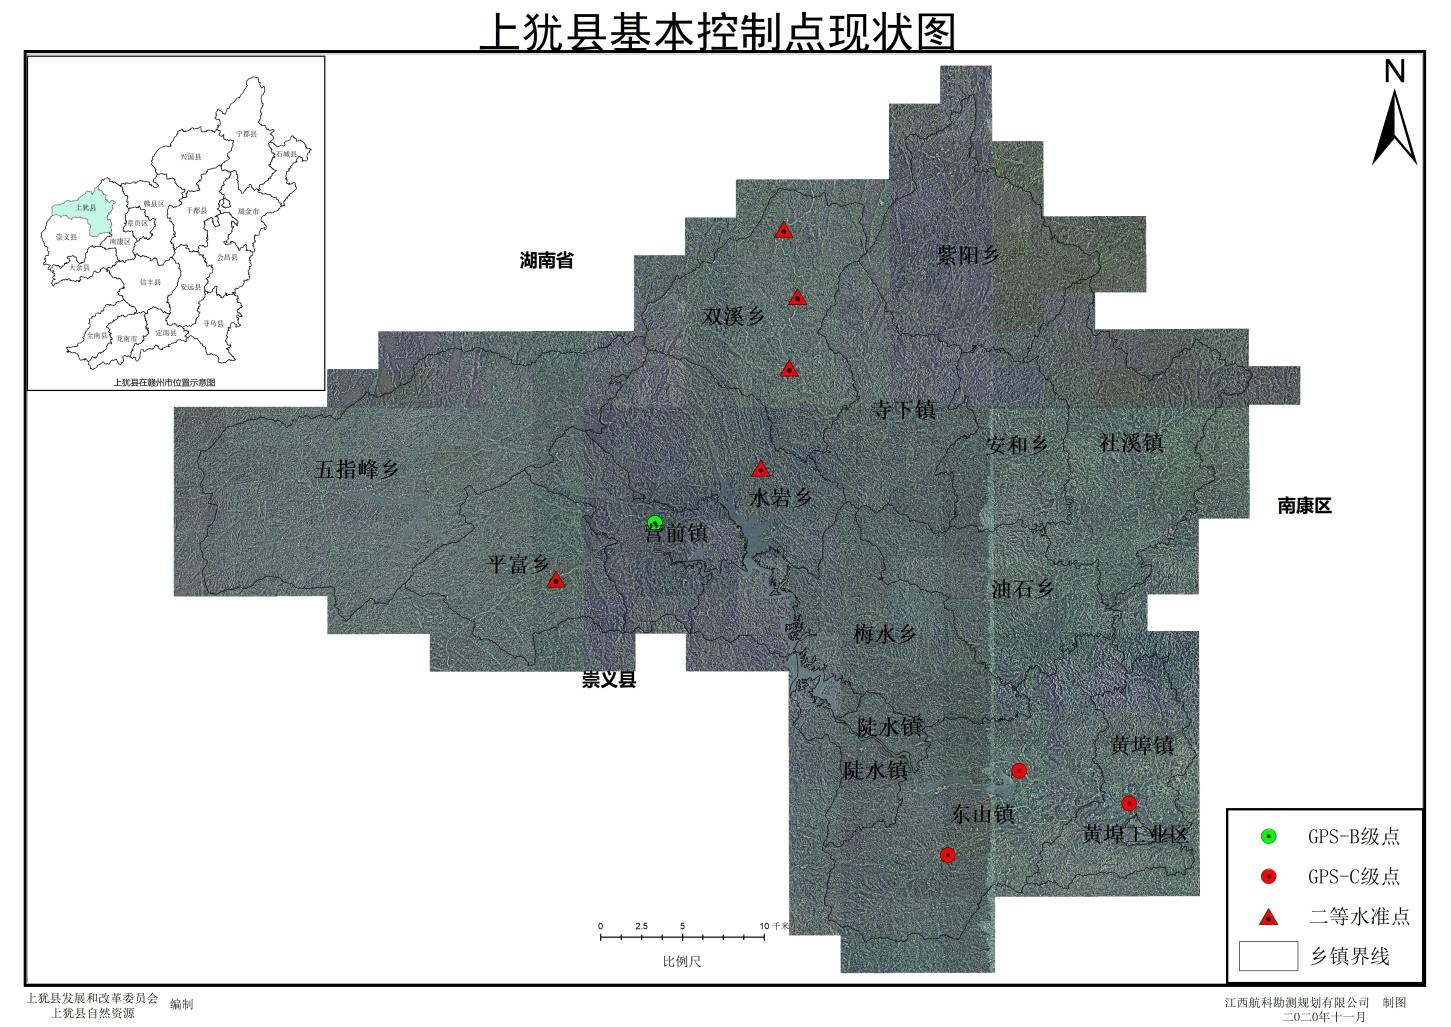 上犹县基本控制点现状图
N
宁都县
石城县
兴国县
上犹县
赣县区
于都县
瑞金市
章贡区
崇义县
南康区
会昌县
大余县
信丰县
安远县
寻乌县
全南县
龙南市
定南县
上犹县在赣州市位置示意图
湖南省
紫阳乡
双溪乡
寺下镇
安和乡
社溪镇
五指峰乡
水岩乡
南康区
营前镇
平富乡
油石乡
梅水乡
崇义县
陡水镇
黄埠镇
陡水镇
东山镇
黄埠工业区
GPS-B级点
GPS-C级点
二等水准点
乡镇界线
0 2.5 5 10 千米
比例尺
上犹县发展和改革委员会
上犹县自然资源
编制
江西航科勘测规划有限公司 制图
二〇二〇年十一月